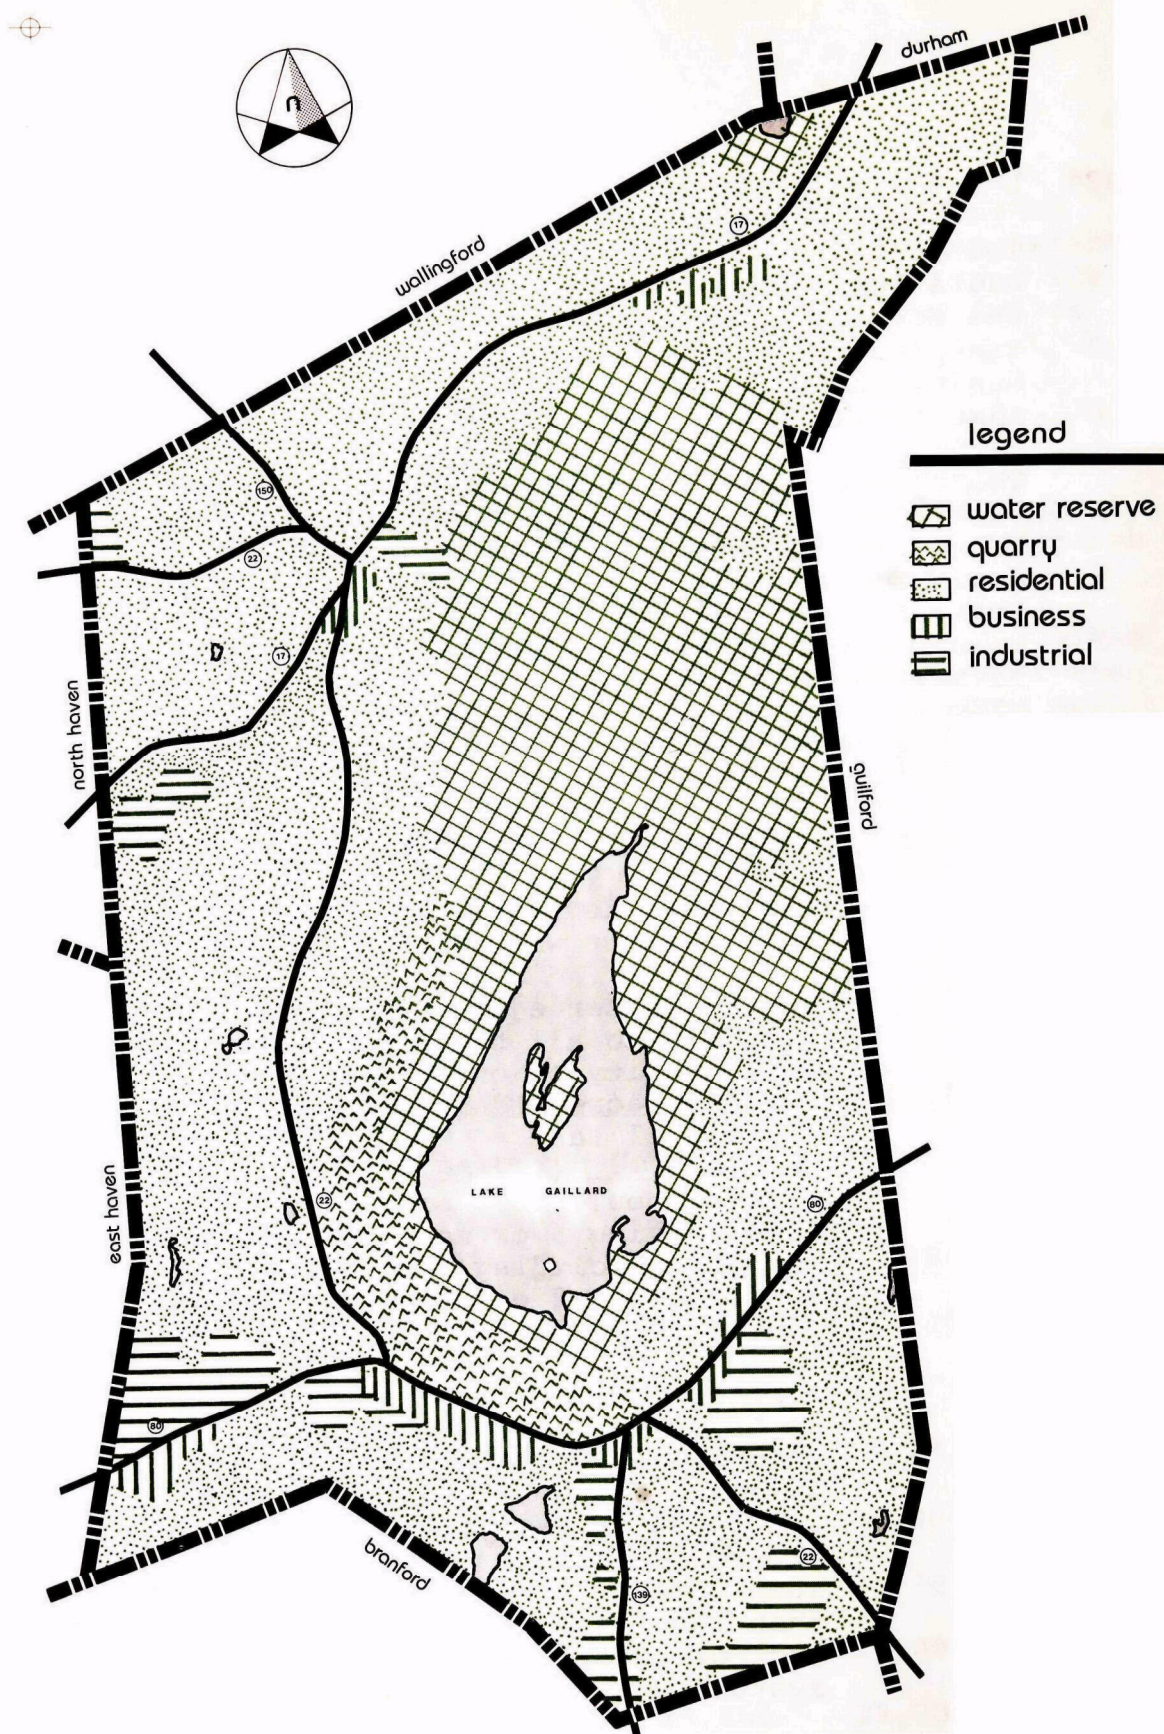 durham
n
17
wallingford
legend
water reserve
quarry
residential
business
industrial
150
22
17
north haven
guilford
LAKE GAILLARD
22
80
east haven
80
branford
22
139